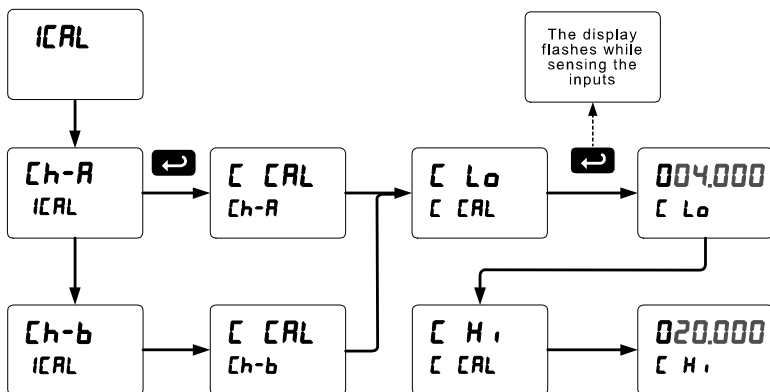 ICAL
The display
flashes while
sensing the
inputs
Ch-A
ICAL
C CAL
Ch-A
C Lo
C CAL
004.000
C Lo
Ch-b
ICAL
C CAL
Ch-b
C Hi
C CAL
020.000
C Hi